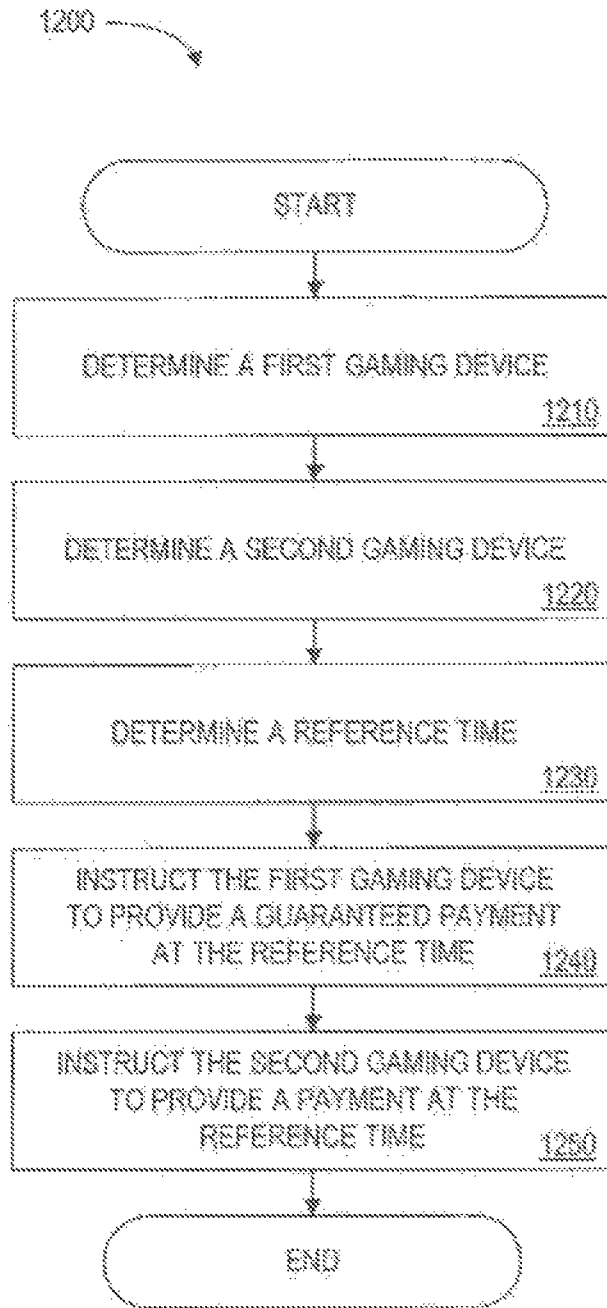 1200
START
DETERMINE A FIRST GAMING DEVICE
1210
DETERMINE A SECOND GAMING DEVICE
1220
DETERMINE A REFERENCE TIME
1230
INSTRUCT THE FIRST GAMING DEVICE
TO PROVIDE A GUARANTEED PAYMENT
AT THE REFERENCE TIME
1240
INSTRUCT THE SECOND GAMING DEVICE
TO PROVIDE A PAYMENT AT THE
REFERENCE TIME
1250
END